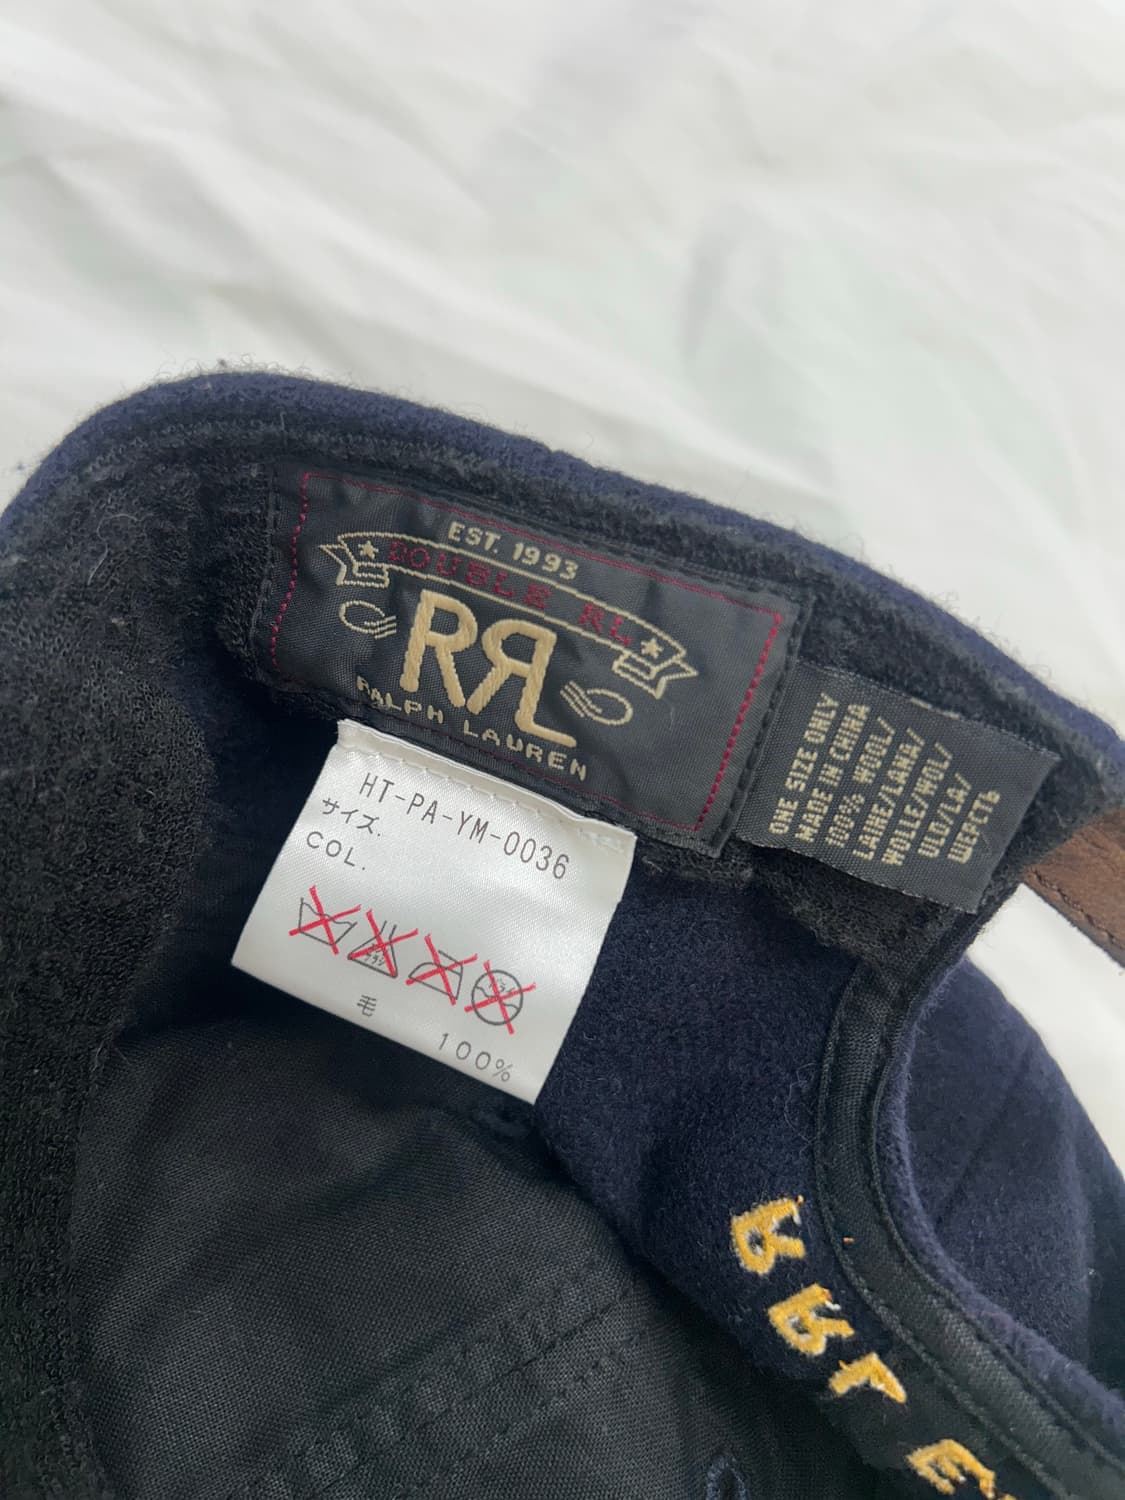 EST. 1993
DOUBLE RL
RRL
RALPH LAUREN
HT-PA-YM-0036
サイズ.
COL.
毛
100%
ONE SIZE ONLY
MADE IN CHINA
100% WOOL/
LAINE/LANA/
WOLLE/WOL/
ULD/LA/
ШЕРСТЬ